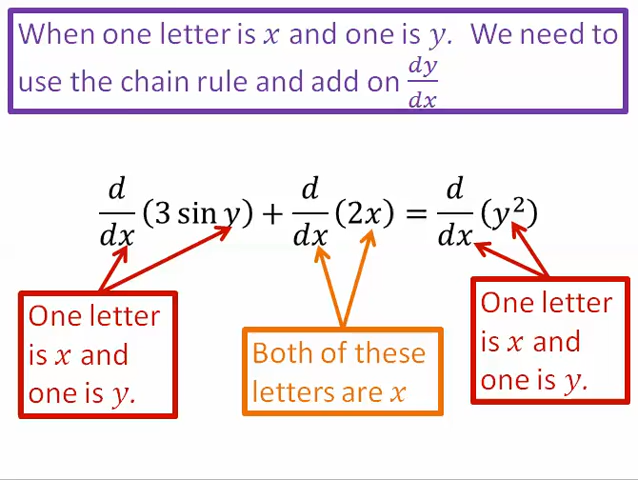 When one letter is x and one is y. We need to
use the chain rule and add on dy/dx
d/dx (3 sin y) + d/dx (2x) = d/dx (y²)
One letter
is x and
one is y.
Both of these
letters are x
One letter
is x and
one is y.